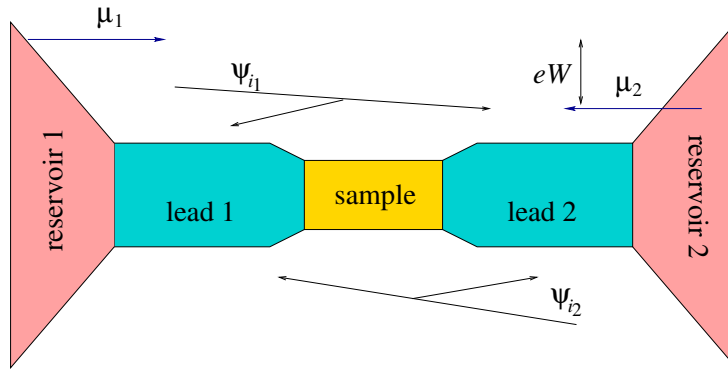 μ1
ψi1
eW
μ2
reservoir 1
lead 1
sample
lead 2
reservoir 2
ψi2